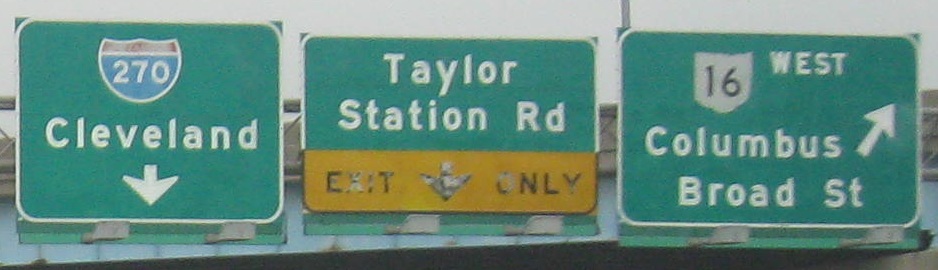 270
Cleveland
Taylor
Station Rd
EXIT ONLY
16 WEST
Columbus
Broad St